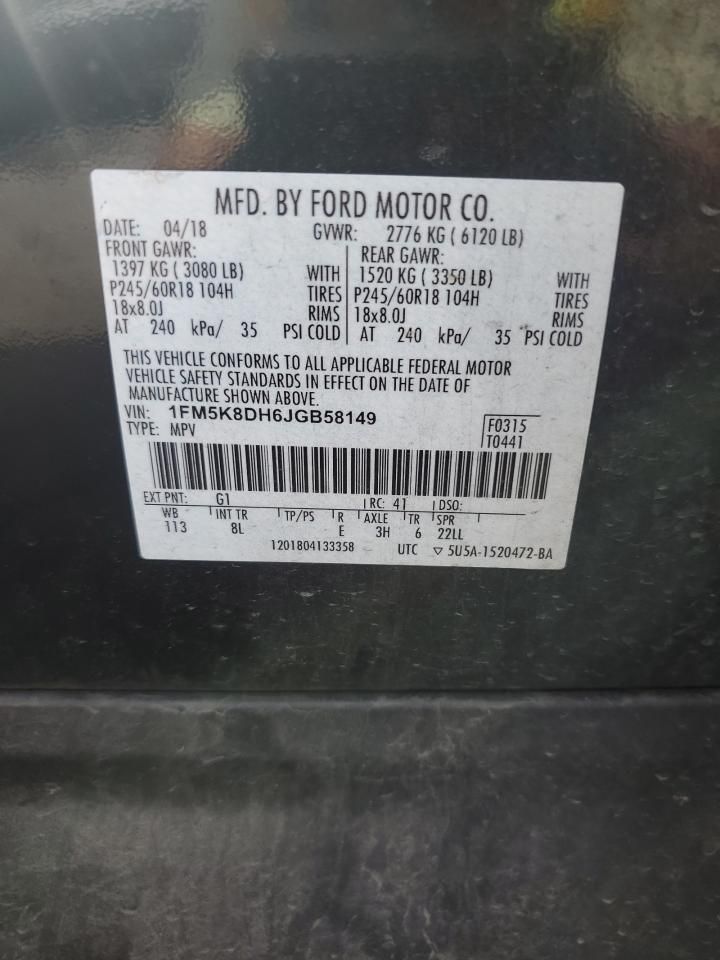 MFD. BY FORD MOTOR CO.
DATE: 04/18 GVWR: 2776 KG ( 6120 LB)
FRONT GAWR: REAR GAWR:
1397 KG ( 3080 LB) WITH 1520 KG ( 3350 LB) WITH
P245/60R18 104H TIRES P245/60R18 104H TIRES
18x8.0J RIMS 18x8.0J RIMS
AT 240 kPa/ 35 PSI COLD AT 240 kPa/ 35 PSI COLD
THIS VEHICLE CONFORMS TO ALL APPLICABLE FEDERAL MOTOR
VEHICLE SAFETY STANDARDS IN EFFECT ON THE DATE OF
MANUFACTURE SHOWN ABOVE.
VIN: 1FM5K8DH6JGB58149 F0315
TYPE: MPV T0441
EXT PNT: G1 RC: 41 DSO:
WB INT TR TP/PS R AXLE TR SPR
113 8L E 3H 6 22LL
1201804133358 UTC ▽ 5U5A-1520472-BA